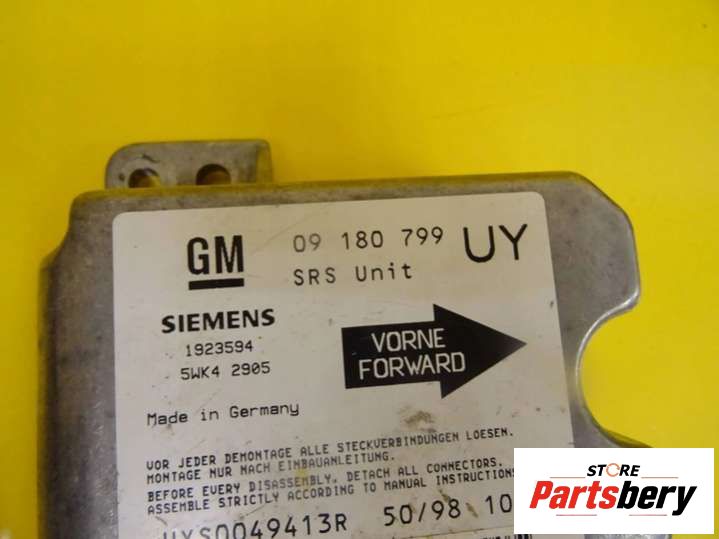 GM 09 180 799 UY
SRS Unit
SIEMENS
1923594
5WK4 2905
VORNE
FORWARD
Made in Germany
VOR JEDER DEMONTAGE ALLE STECKVERBINDUNGEN LOESEN.
MONTAGE NUR NACH EINBAUANLEITUNG.
BEFORE EVERY DISASSEMBLY, DETACH ALL CONNECTORS.
ASSEMBLE STRICTLY ACCORDING TO MANUAL INSTRUCTIONS
50/98 10
STORE
Partsbery